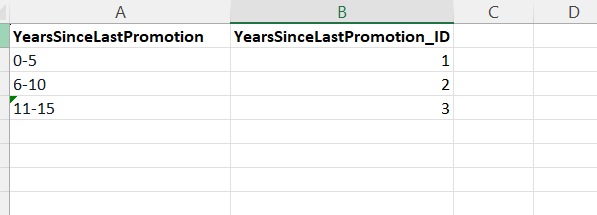 A B C D
YearsSinceLastPromotion YearsSinceLastPromotion_ID
0-5 1
6-10 2
11-15 3